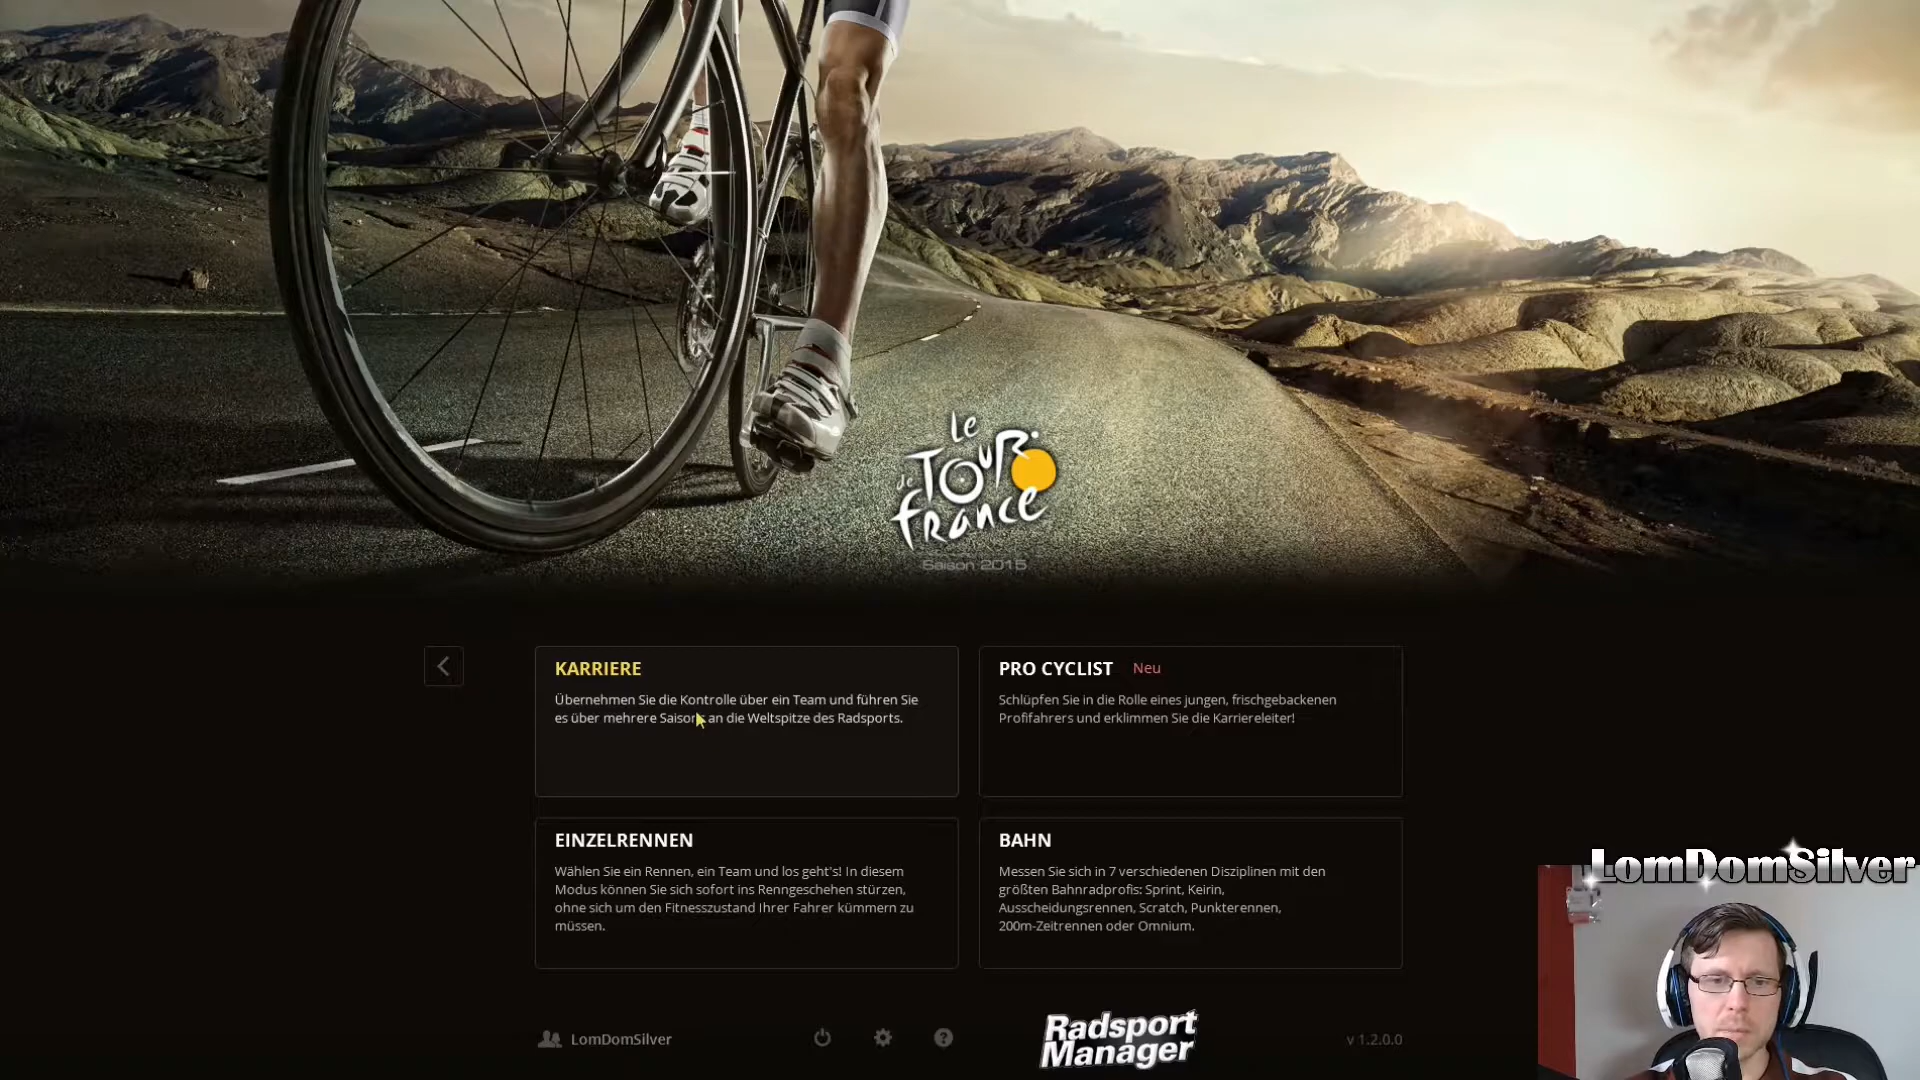 Le
TOUR
de
france
Saison 2015
KARRIERE
Übernehmen Sie die Kontrolle über ein Team und führen Sie
es über mehrere Saisons an die Weltspitze des Radsports.
PRO CYCLIST Neu
Schlüpfen Sie in die Rolle eines jungen, frischgebackenen
Profifahrers und erklimmen Sie die Karriereleiter!
EINZELRENNEN
Wählen Sie ein Rennen, ein Team und los geht's! In diesem
Modus können Sie sich sofort ins Renngeschehen stürzen,
ohne sich um den Fitnesszustand Ihrer Fahrer kümmern zu
müssen.
BAHN
Messen Sie sich in 7 verschiedenen Disziplinen mit den
größten Bahnradprofis: Sprint, Keirin,
Ausscheidungsrennen, Scratch, Punkterennen,
200m-Zeitrennen oder Omnium.
LomDomSilver
LomDomSilver
?
Radsport
Manager
v 1.2.0.0